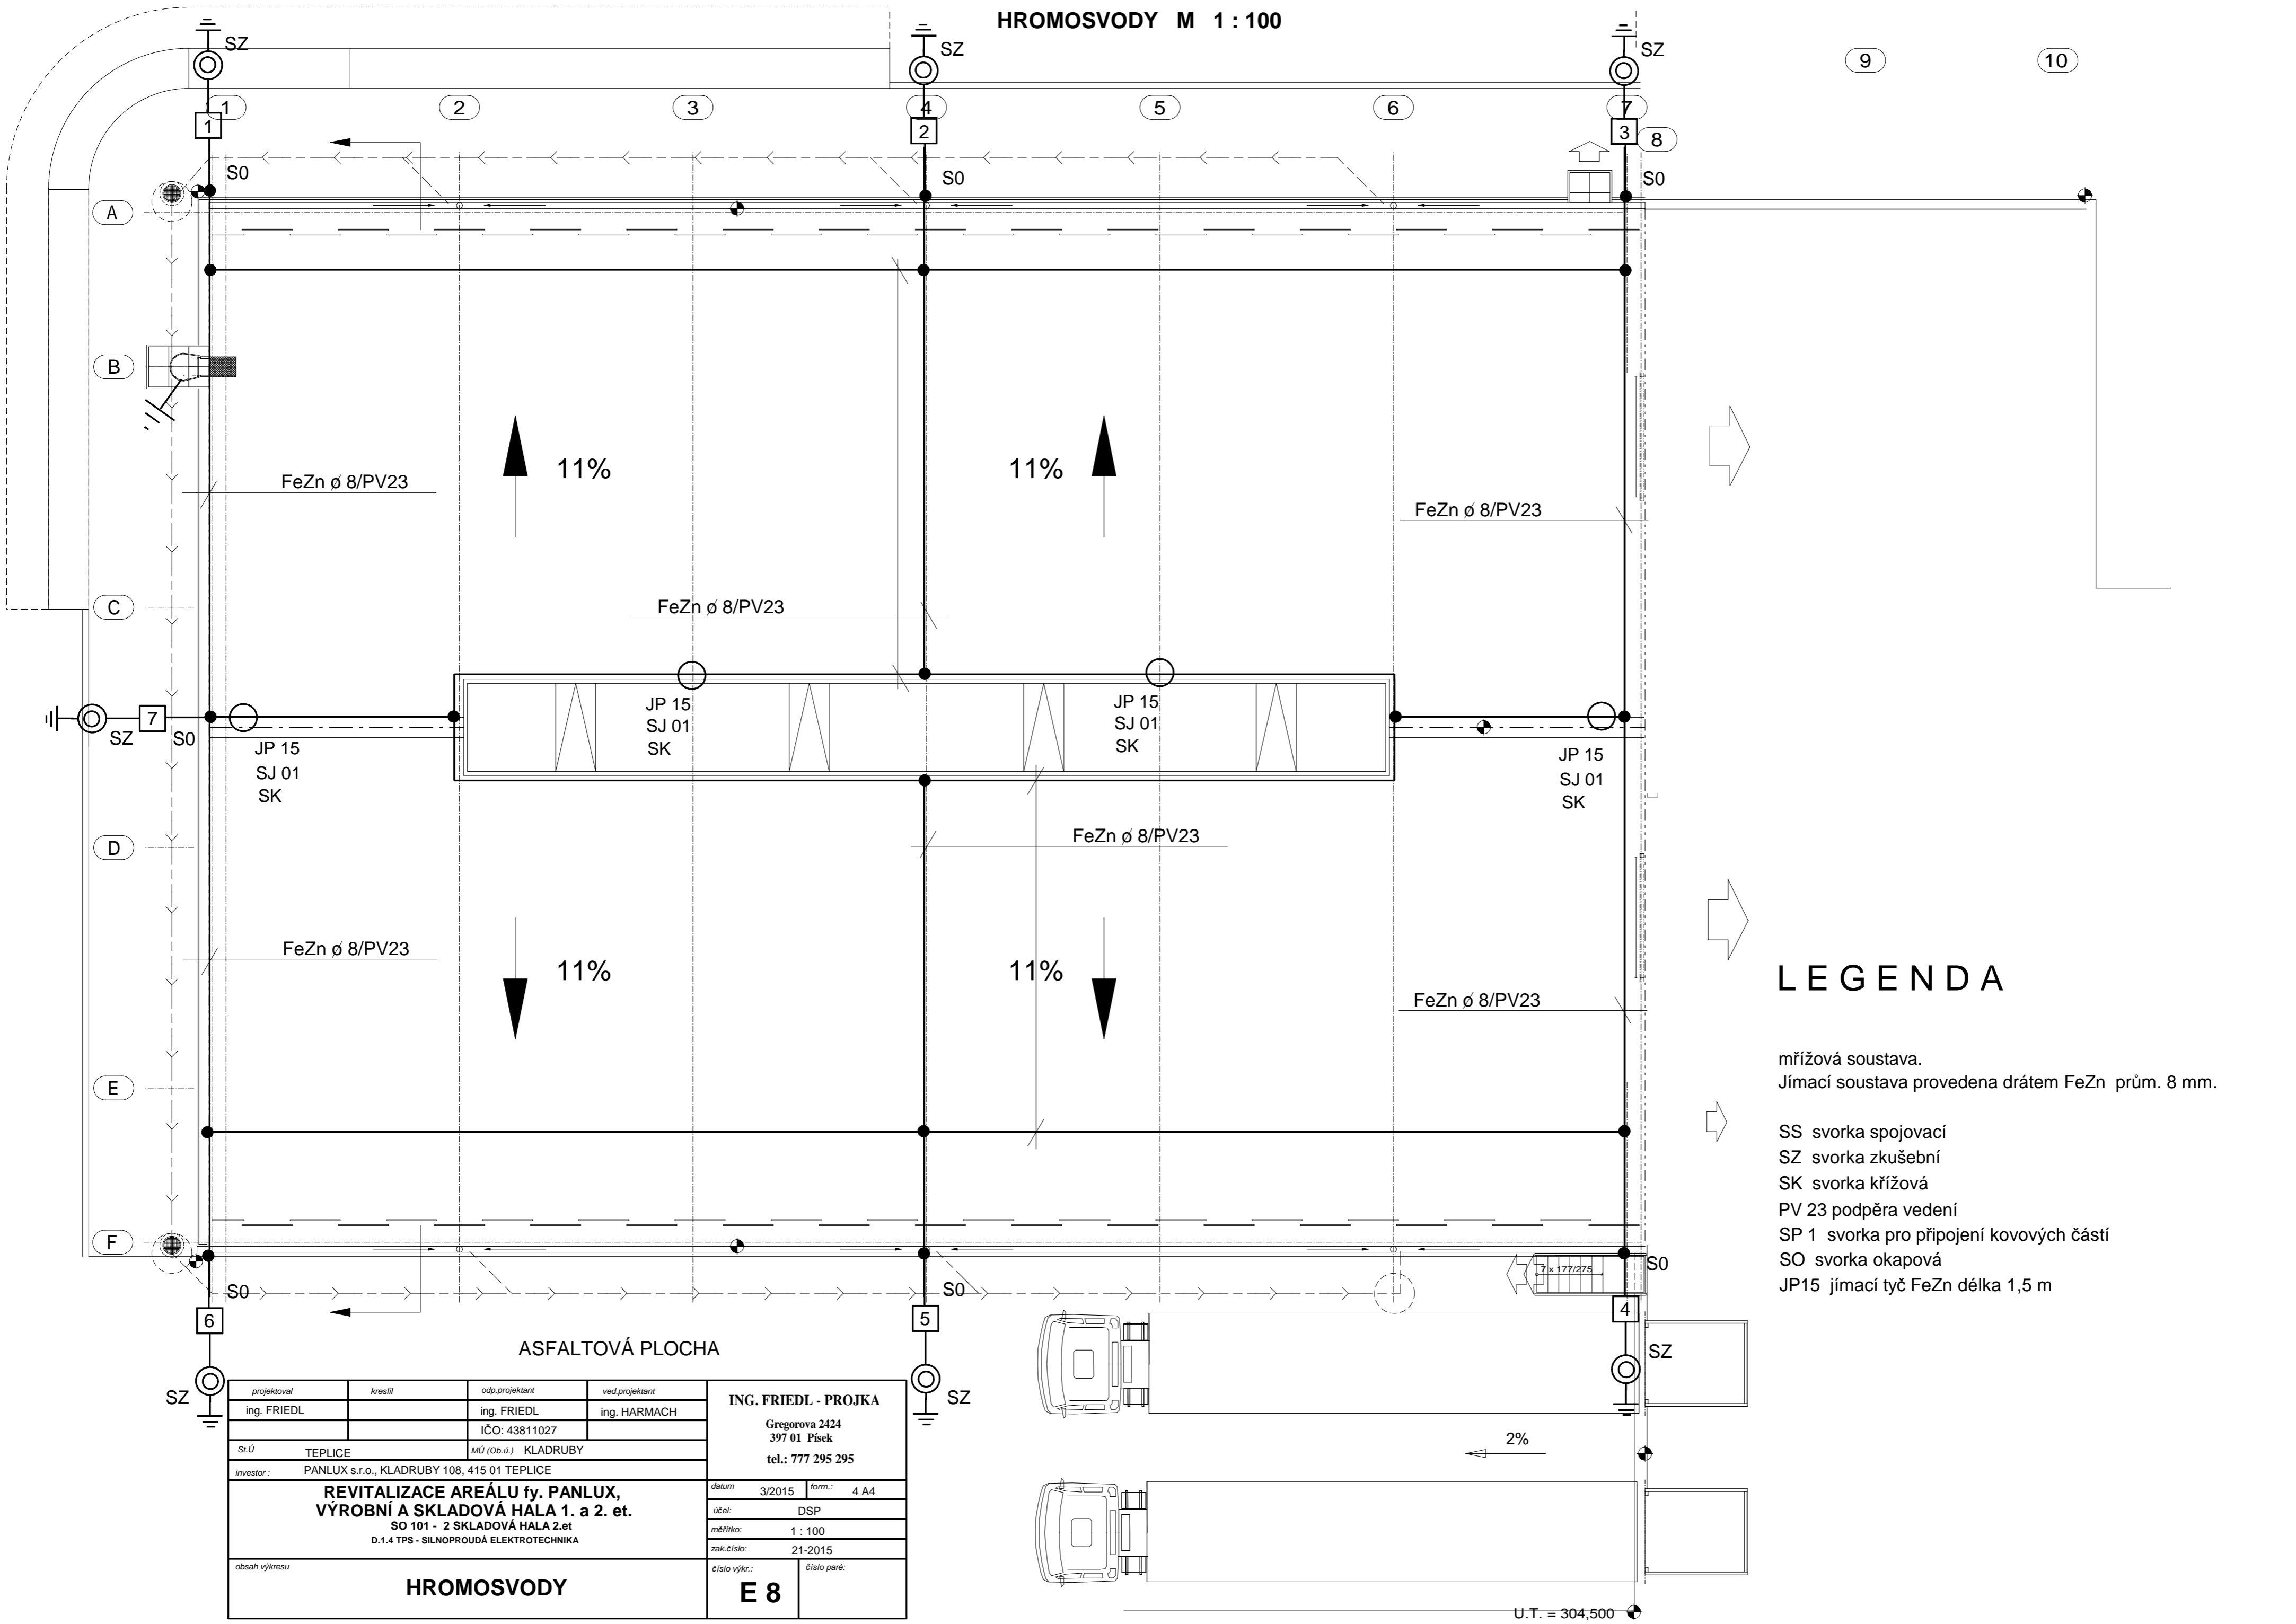 HROMOSVODY M 1 : 100
SZ
SZ
SZ
9
10
1
2
3
4
5
6
7
8
1
2
3
S0
S0
S0
A
B
11%
11%
FeZn ø 8/PV23
FeZn ø 8/PV23
C
FeZn ø 8/PV23
7
SZ
S0
JP 15
SJ 01
SK
JP 15
SJ 01
SK
JP 15
SJ 01
SK
JP 15
SJ 01
SK
D
FeZn ø 8/PV23
FeZn ø 8/PV23
11%
11%
FeZn ø 8/PV23
E
F
S0
S0
S0
7 x 177/275
6
5
4
SZ
SZ
SZ
ASFALTOVÁ PLOCHA
2%
U.T. = 304,500
LEGENDA
mřížová soustava.
Jímací soustava provedena drátem FeZn prům. 8 mm.
SS svorka spojovací
SZ svorka zkušební
SK svorka křížová
PV 23 podpěra vedení
SP 1 svorka pro připojení kovových částí
SO svorka okapová
JP15 jímací tyč FeZn délka 1,5 m
projektoval kreslil odp.projektant ved.projektant
ing. FRIEDL ing. FRIEDL ing. HARMACH
IČO: 43811027
St.Ú TEPLICE MÚ (Ob.ú.) KLADRUBY
investor : PANLUX s.r.o., KLADRUBY 108, 415 01 TEPLICE
REVITALIZACE AREÁLU fy. PANLUX,
VÝROBNÍ A SKLADOVÁ HALA 1. a 2. et.
SO 101 - 2 SKLADOVÁ HALA 2.et
D.1.4 TPS - SILNOPROUDÁ ELEKTROTECHNIKA
obsah výkresu
HROMOSVODY
ING. FRIEDL - PROJKA
Gregorova 2424
397 01 Písek
tel.: 777 295 295
datum 3/2015 form.: 4 A4
účel: DSP
měřítko: 1 : 100
zak.číslo: 21-2015
číslo výkr.: číslo paré:
E 8